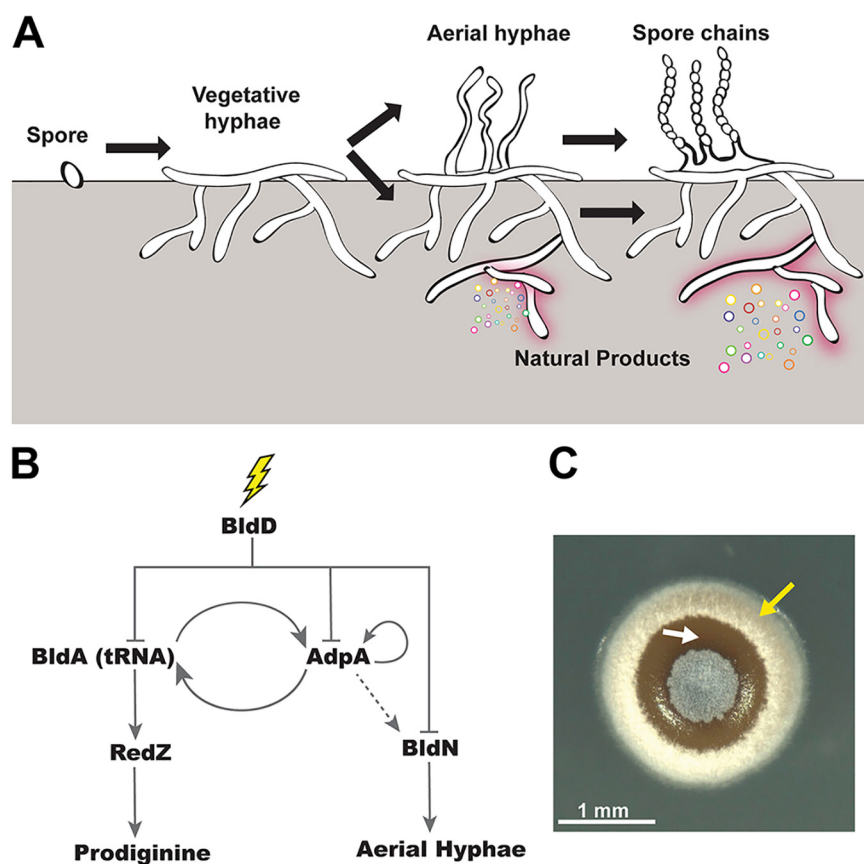 A
Aerial hyphae
Spore chains
Vegetative
hyphae
Spore
Natural Products
B
BldD
BldA (tRNA)
AdpA
RedZ
BldN
Prodiginine
Aerial Hyphae
C
1 mm